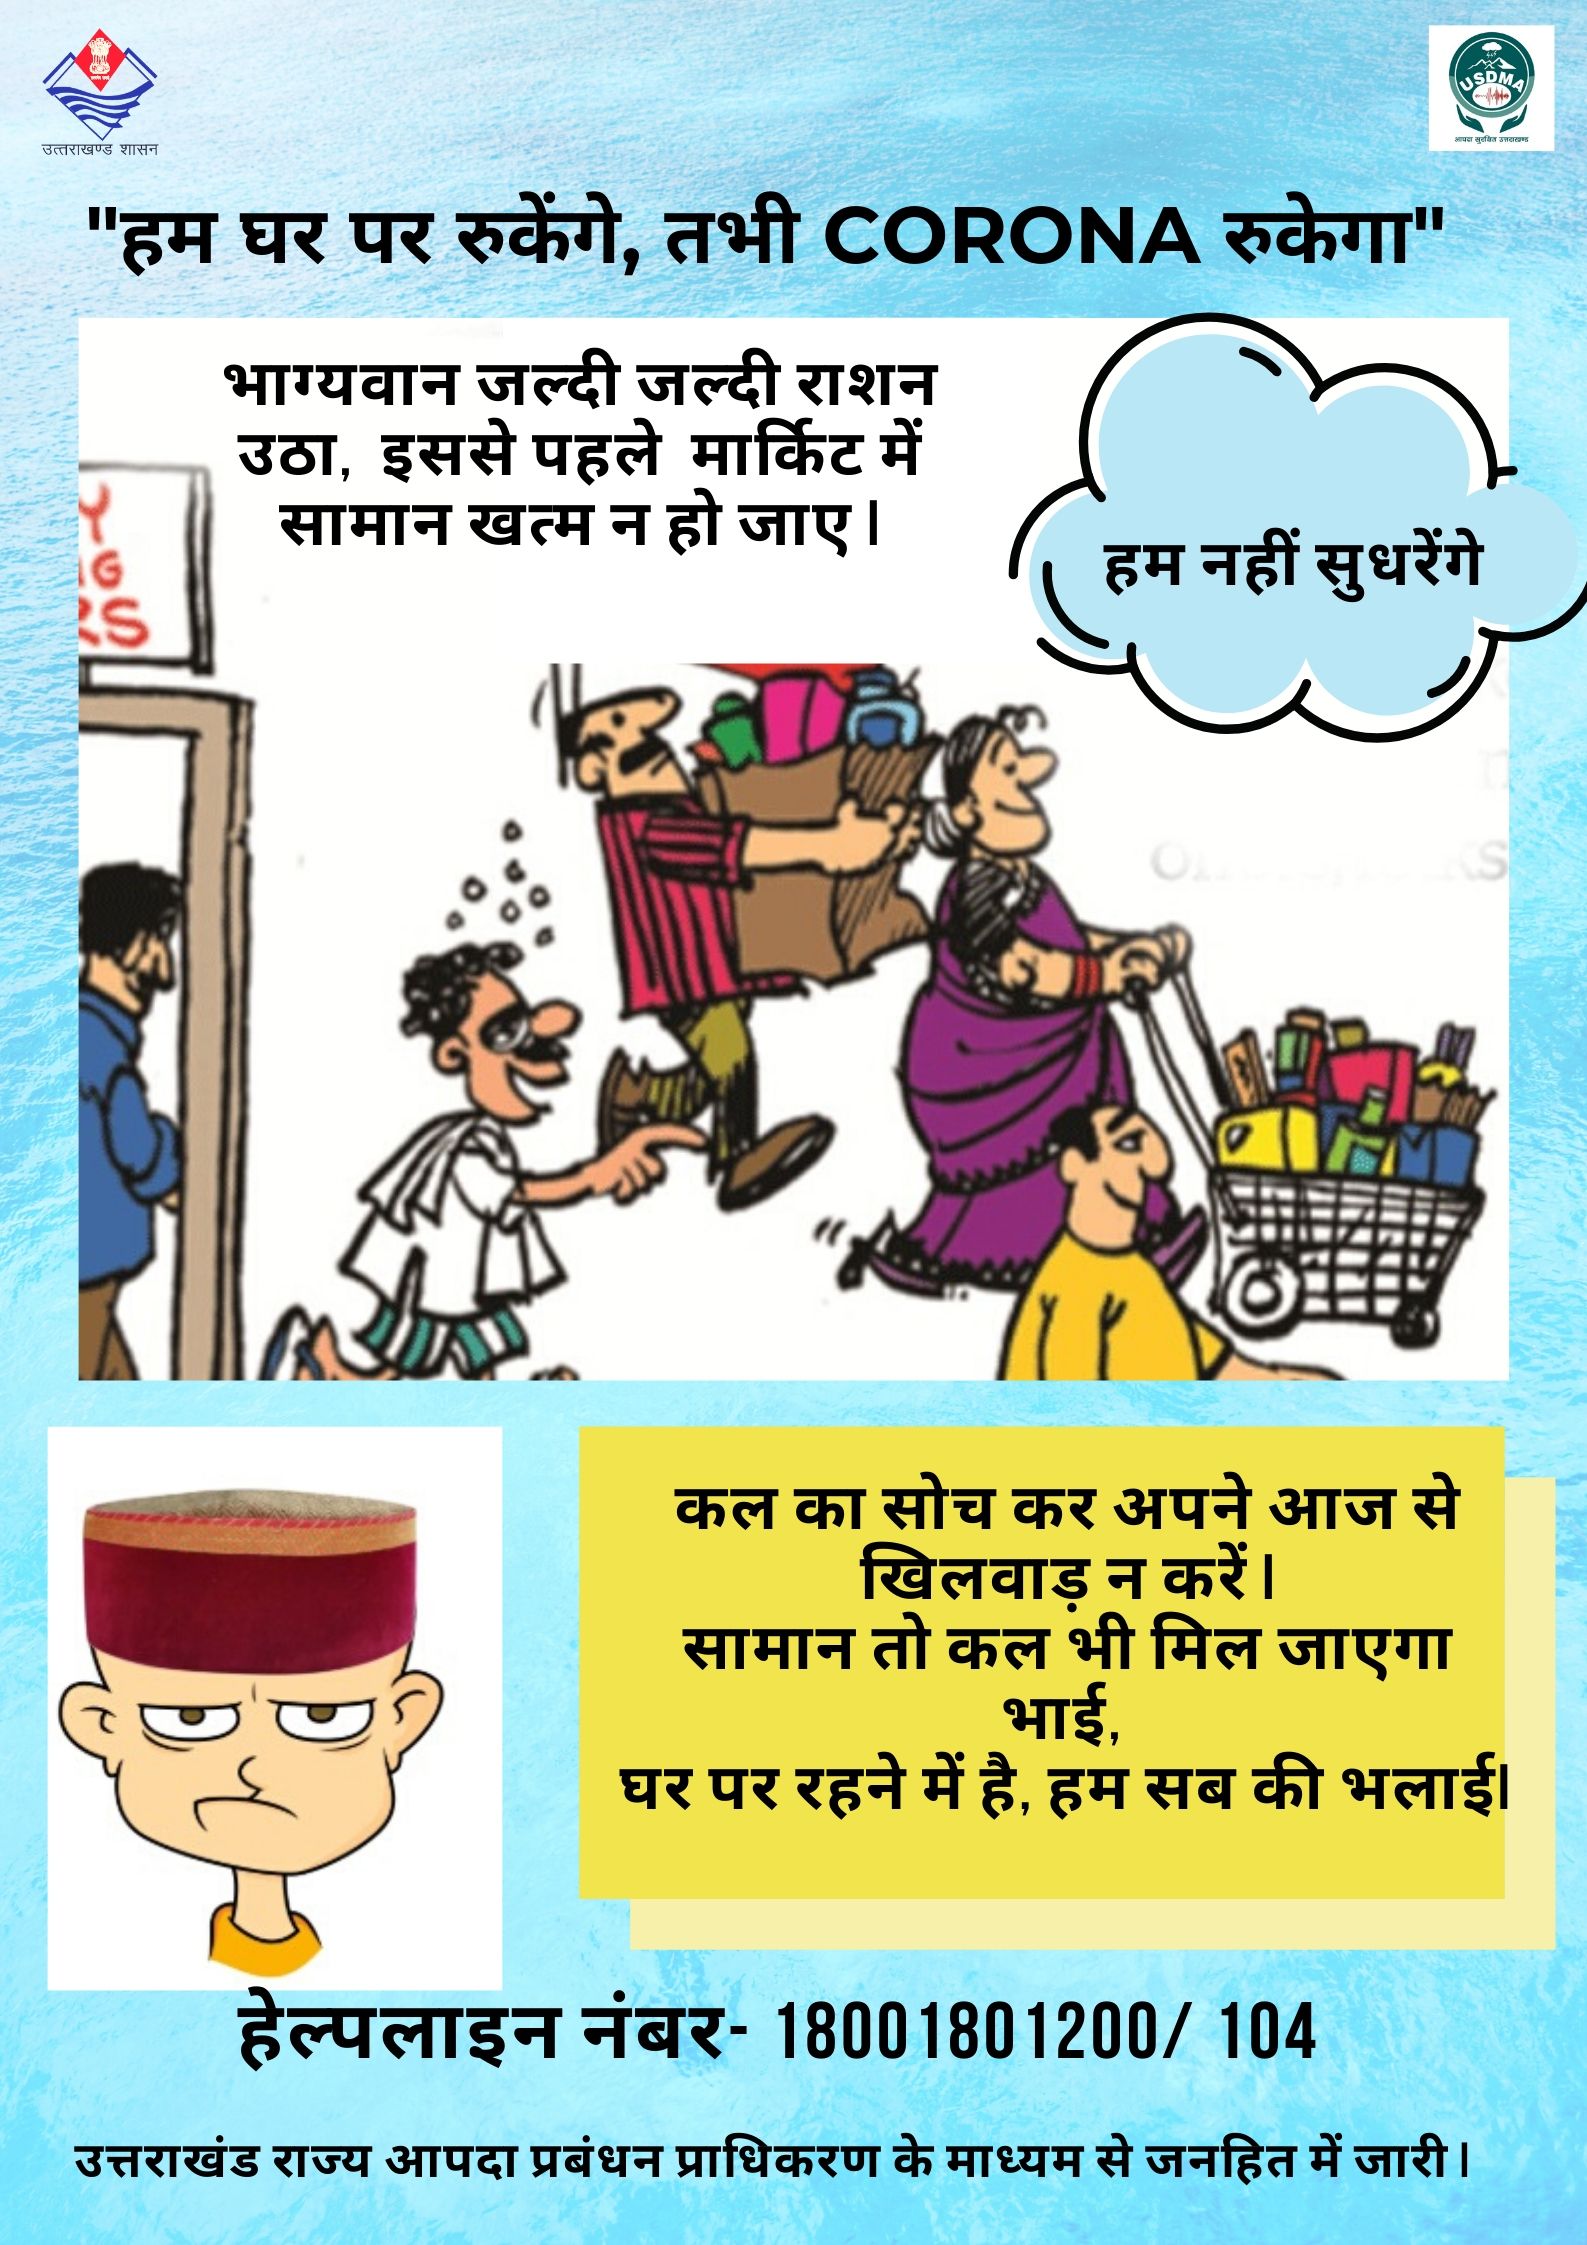 उत्तराखण्ड शासन
USDMA
आपदा सुरक्षित उत्तराखण्ड
"हम घर पर रुकेंगे, तभी CORONA रुकेगा"
भाग्यवान जल्दी जल्दी राशन
उठा, इससे पहले मार्किट में
सामान खत्म न हो जाए।
हम नहीं सुधरेंगे
Y
RS
कल का सोच कर अपने आज से
खिलवाड़ न करें।
सामान तो कल भी मिल जाएगा
भाई,
घर पर रहने में है, हम सब की भलाई।
हेल्पलाइन नंबर- 18001801200/ 104
उत्तराखंड राज्य आपदा प्रबंधन प्राधिकरण के माध्यम से जनहित में जारी।